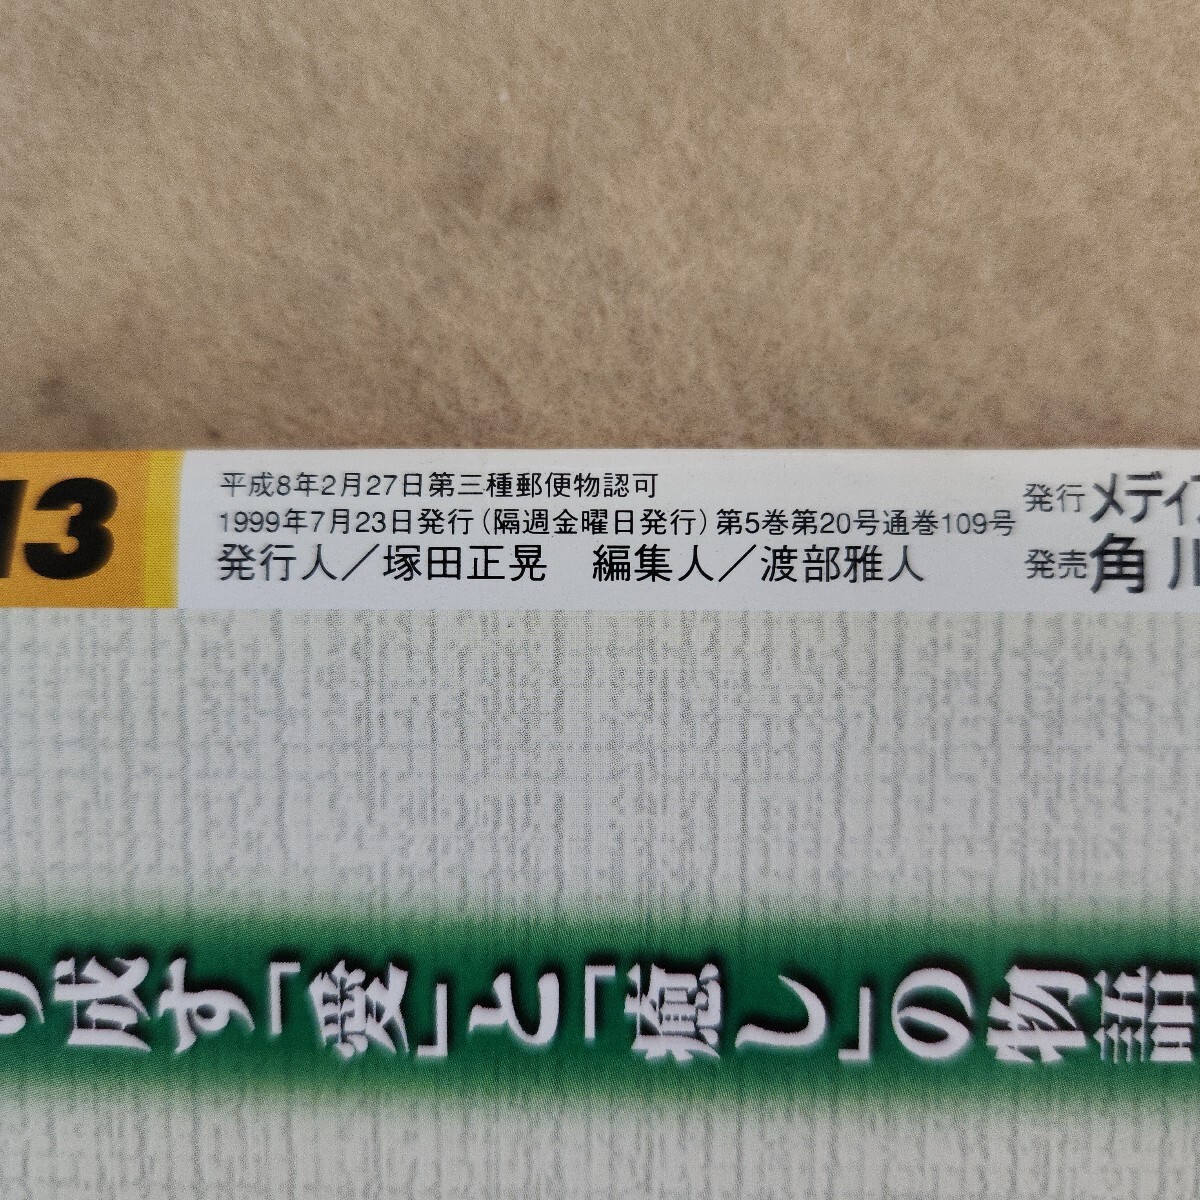 13
平成8年2月27日第三種郵便物認可
1999年7月23日発行(隔週金曜日発行)第5巻第20号通巻109号
発行人/塚田正晃　編集人/渡部雅人
発行 メディア
発売 角川
り成す「愛」と「癒し」の物語